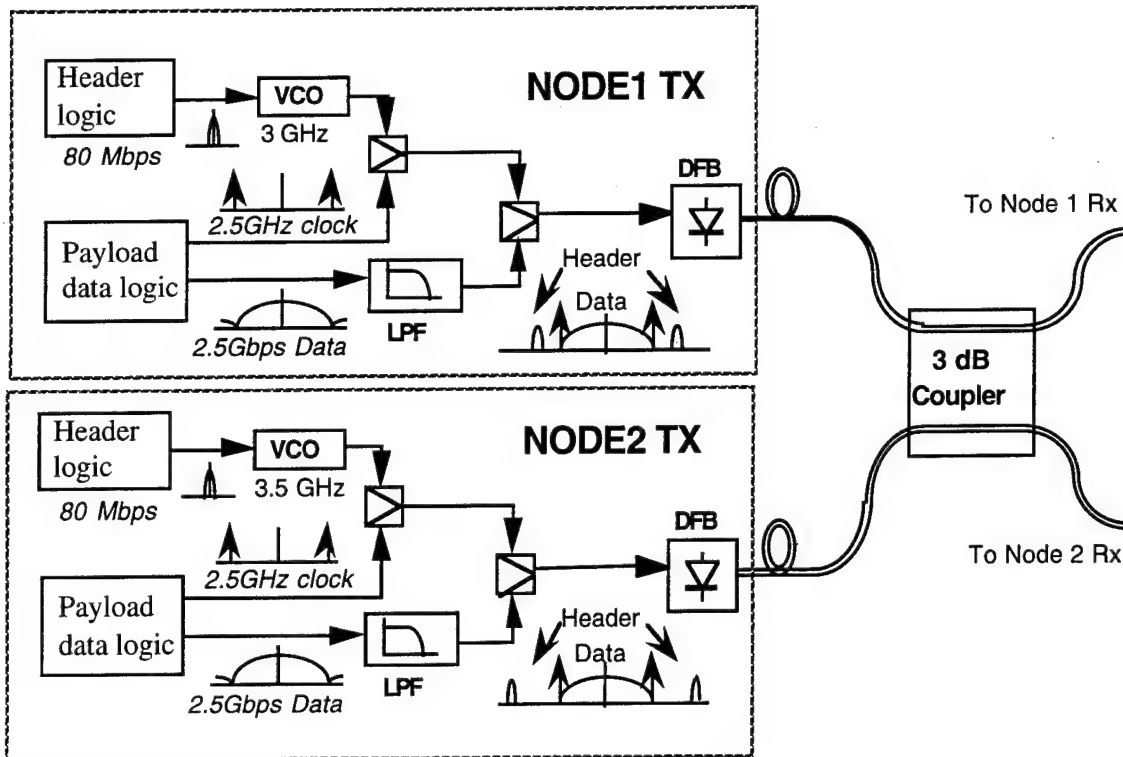 NODE1 TX
Header
logic
80 Mbps
VCO
3 GHz
2.5GHz clock
Payload
data logic
2.5Gbps Data
LPF
DFB
Header
Data
To Node 1 Rx
3 dB
Coupler
NODE2 TX
Header
logic
80 Mbps
VCO
3.5 GHz
2.5GHz clock
Payload
data logic
2.5Gbps Data
LPF
DFB
Header
Data
To Node 2 Rx